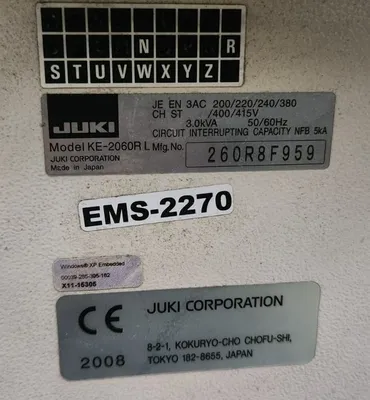 N R
S T U V W X Y Z
JUKI
JE EN 3AC 200/220/240/380
CH ST /400/415V
3.0kVA 50/60Hz
CIRCUIT INTERRUPTING CAPACITY NFB 5kA
Model KE-2060R L Mfg.No. 260R8F959
JUKI CORPORATION
Made in Japan
EMS-2270
Windows® XP Embedded
X11-15305
CE JUKI CORPORATION
2008 8-2-1, KOKURYO-CHO CHOFU-SHI,
TOKYO 182-8655, JAPAN